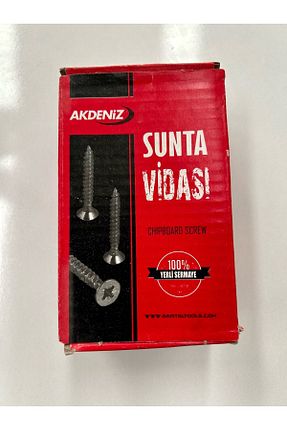 AKDENİZ
SUNTA
VİDASI
CHIPBOARD SCREW
100%
YERLİ SERMAYE